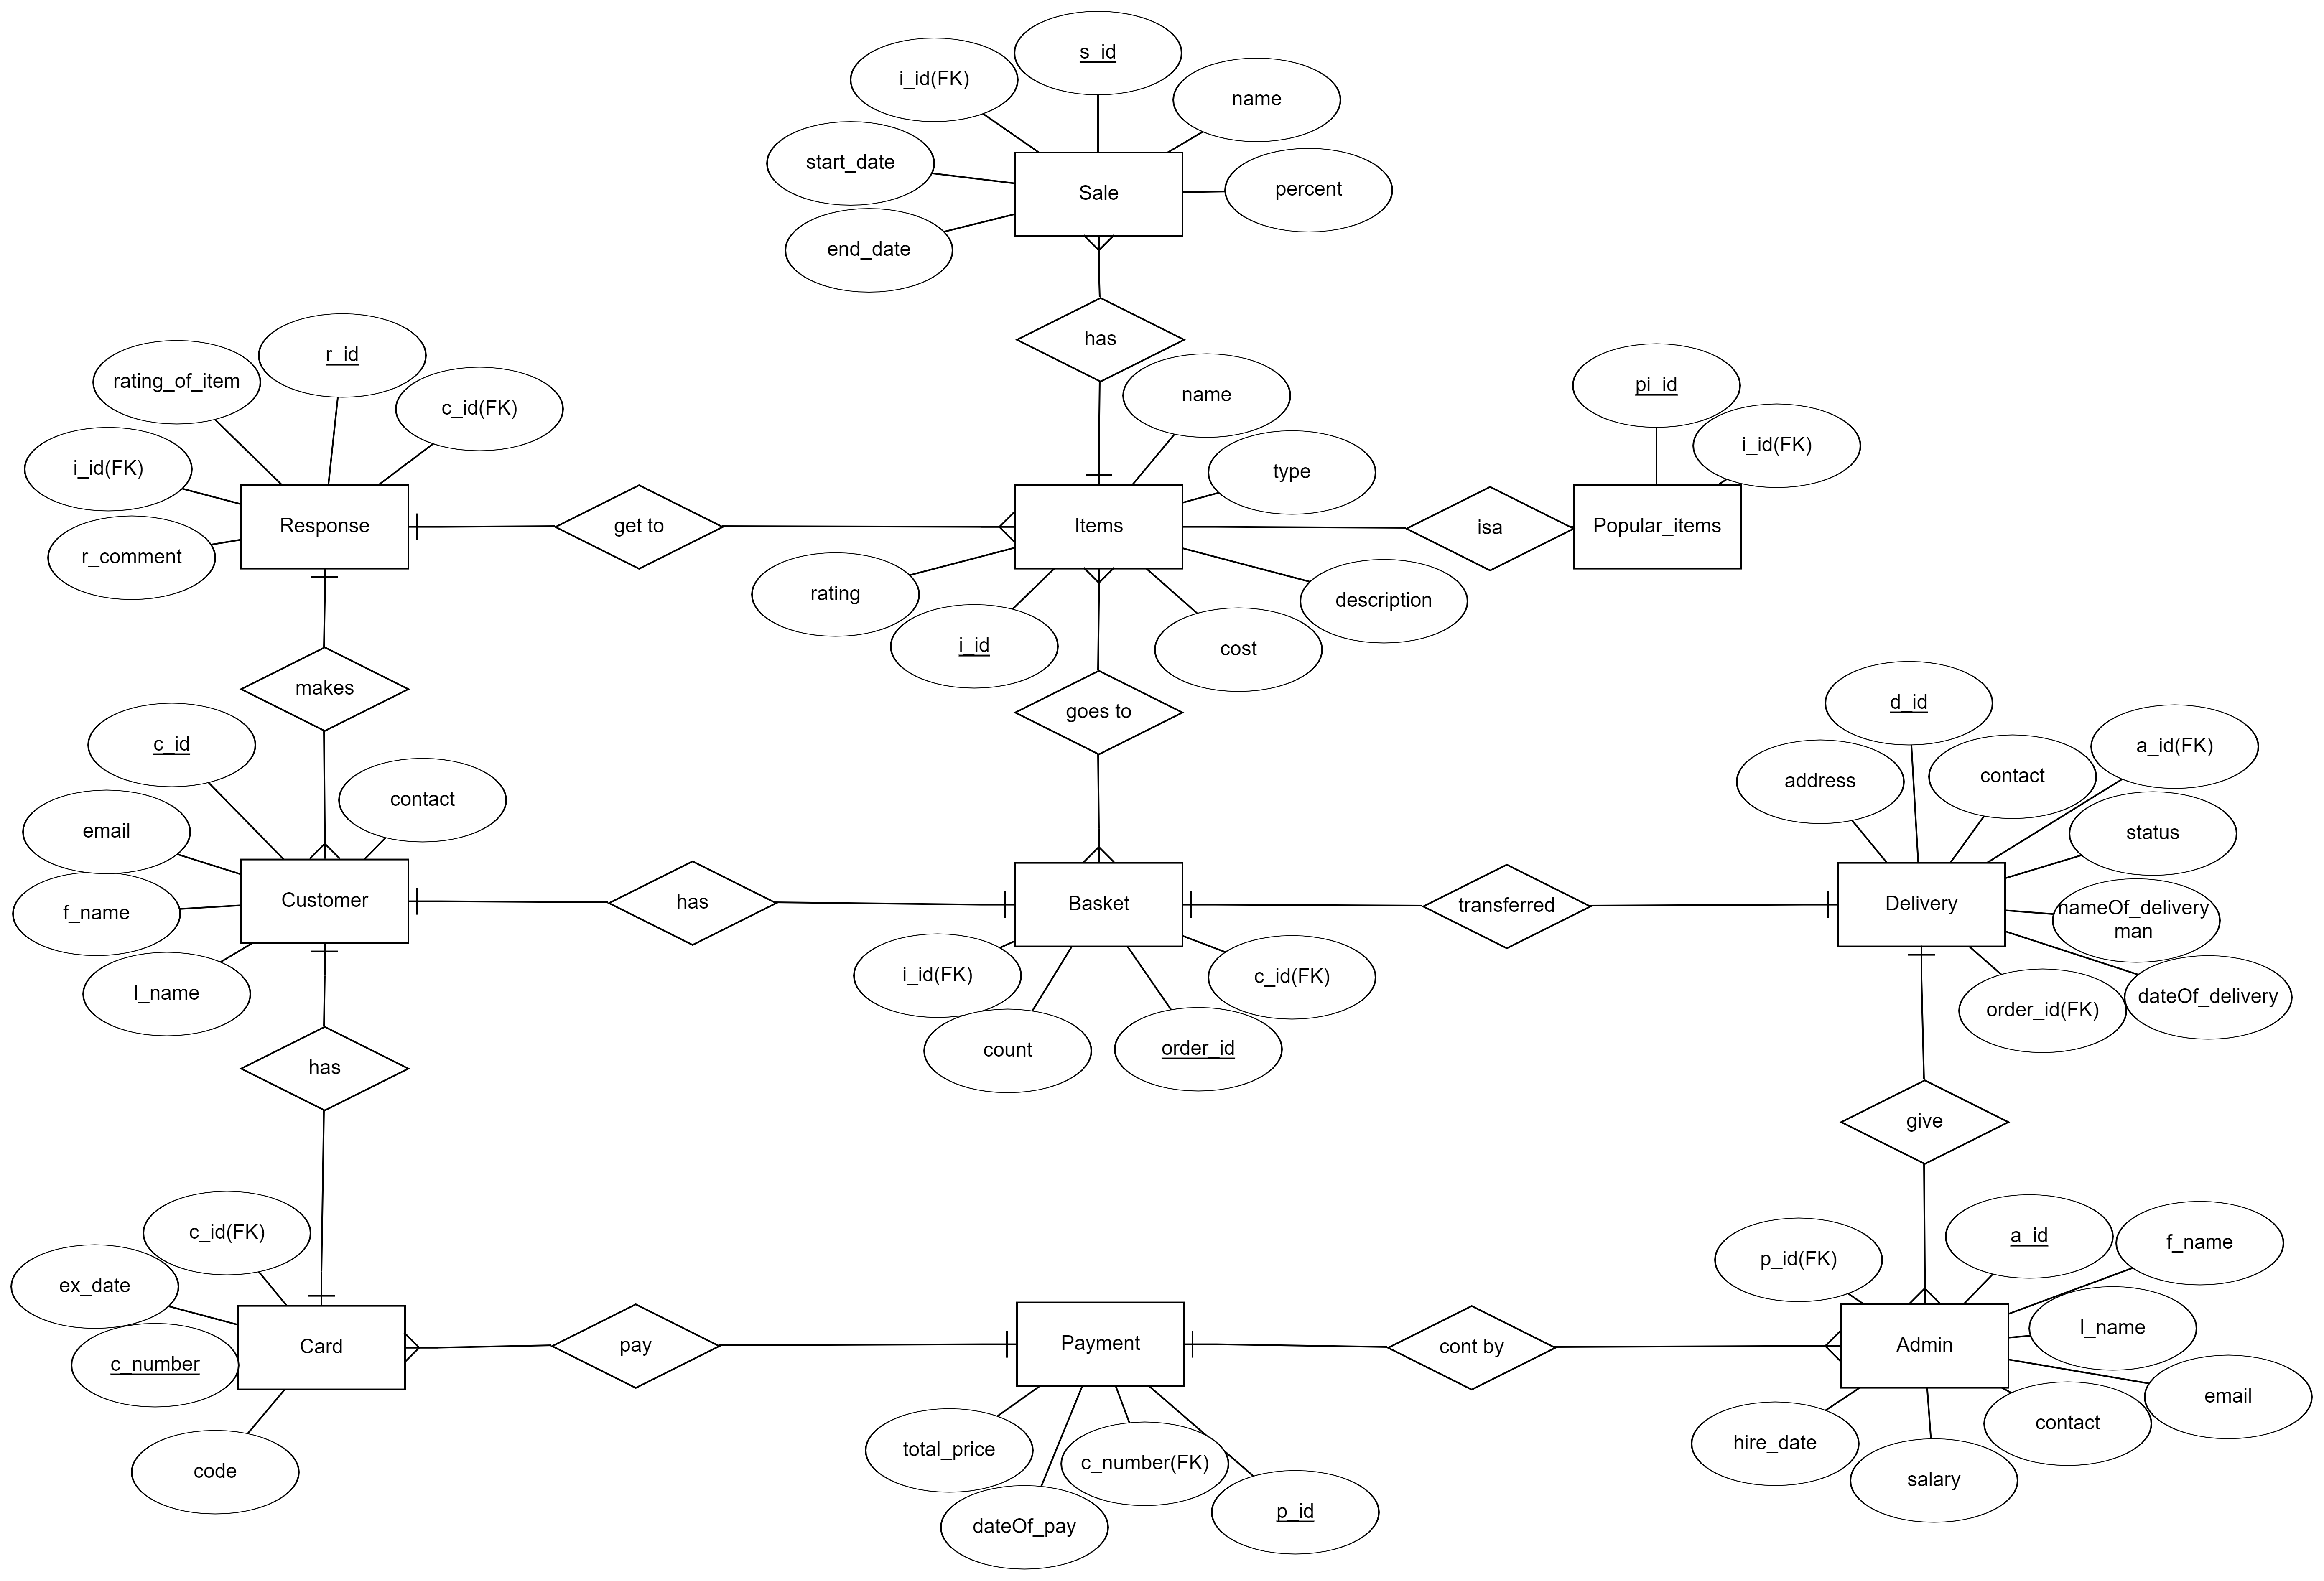 s_id
i_id(FK)
name
start_date
percent
Sale
end_date
has
r_id
rating_of_item
c_id(FK)
i_id(FK)
r_comment
Response
get to
name
type
Items
rating
i_id
cost
description
isa
pi_id
i_id(FK)
Popular_items
makes
goes to
c_id
contact
email
f_name
l_name
Customer
has
Basket
i_id(FK)
count
order_id
c_id(FK)
transferred
d_id
address
contact
a_id(FK)
status
Delivery
nameOf_delivery
man
dateOf_delivery
order_id(FK)
has
give
c_id(FK)
ex_date
c_number
Card
code
pay
Payment
total_price
dateOf_pay
c_number(FK)
p_id
cont by
p_id(FK)
a_id
f_name
l_name
Admin
email
contact
hire_date
salary